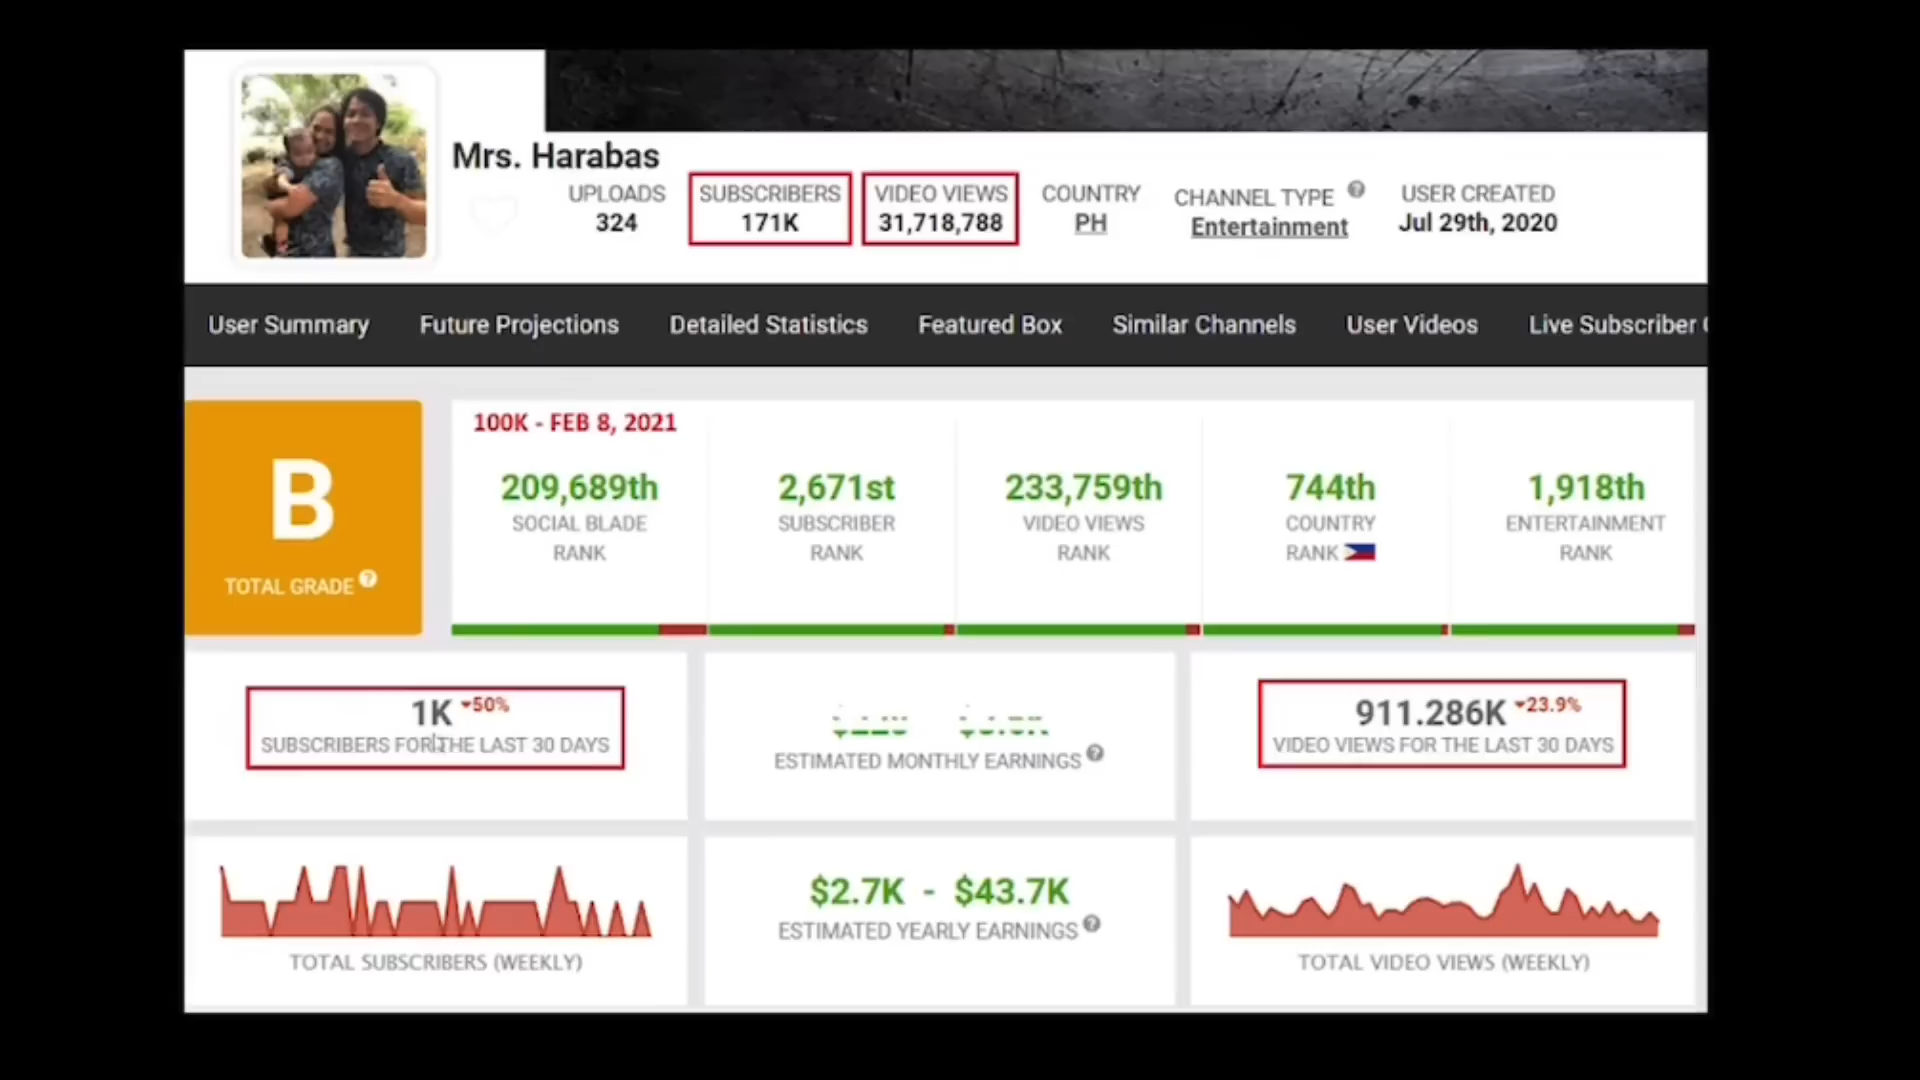 Mrs. Harabas
UPLOADS
324
SUBSCRIBERS
171K
VIDEO VIEWS
31,718,788
COUNTRY
PH
CHANNEL TYPE ?
Entertainment
USER CREATED
Jul 29th, 2020
User Summary
Future Projections
Detailed Statistics
Featured Box
Similar Channels
User Videos
Live Subscriber
B
TOTAL GRADE ?
100K - FEB 8, 2021
209,689th
SOCIAL BLADE
RANK
2,671st
SUBSCRIBER
RANK
233,759th
VIDEO VIEWS
RANK
744th
COUNTRY
RANK
1,918th
ENTERTAINMENT
RANK
1K 50%
SUBSCRIBERS FOR THE LAST 30 DAYS
ESTIMATED MONTHLY EARNINGS ?
911.286K 23.9%
VIDEO VIEWS FOR THE LAST 30 DAYS
TOTAL SUBSCRIBERS (WEEKLY)
$2.7K - $43.7K
ESTIMATED YEARLY EARNINGS ?
TOTAL VIDEO VIEWS (WEEKLY)